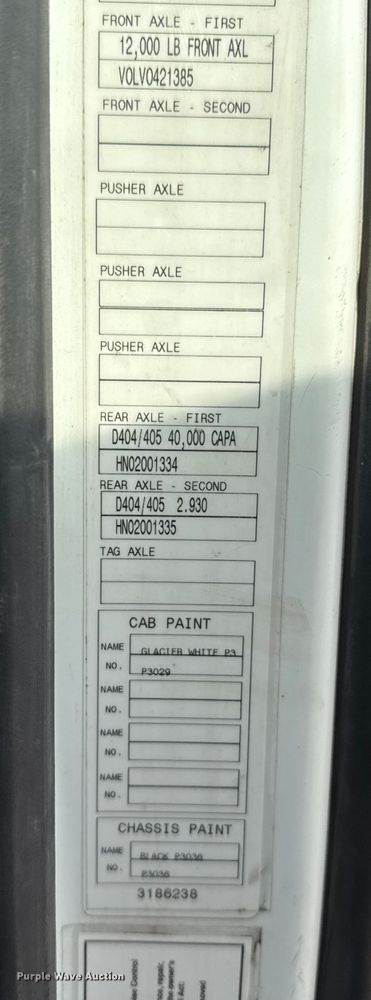 FRONT AXLE - FIRST
12,000 LB FRONT AXL
VOLVO421385
FRONT AXLE - SECOND
PUSHER AXLE
PUSHER AXLE
PUSHER AXLE
REAR AXLE - FIRST
D404/405 40,000 CAPA
HN02001334
REAR AXLE - SECOND
D404/405 2.930
HN02001335
TAG AXLE
CAB PAINT
NAME GLACIER WHITE P3
NO. P3029
NAME
NO.
NAME
NO.
NAME
NO.
CHASSIS PAINT
NAME BLACK P3036
NO. P3036
3186238
Purple Wave Auction